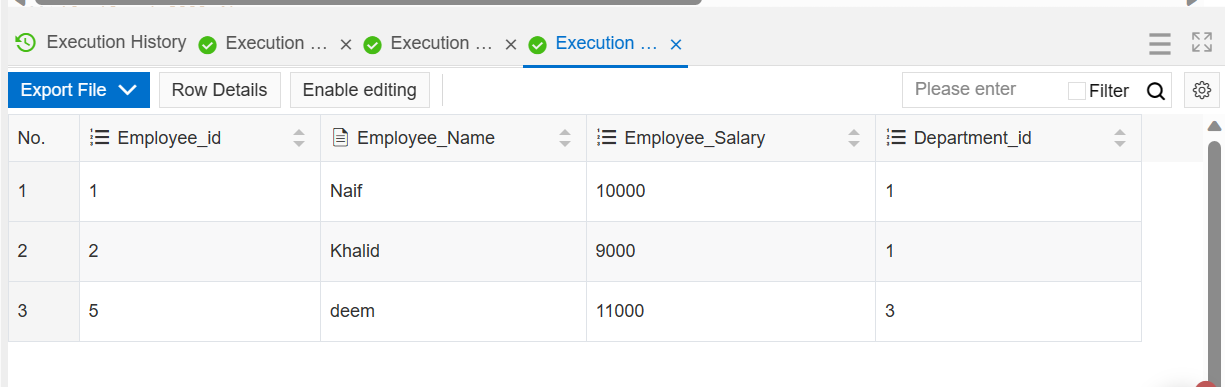 Execution History Execution ... × Execution ... × Execution ... ×
Export File Row Details Enable editing Please enter Filter
No. Employee_id Employee_Name Employee_Salary Department_id
1 1 Naif 10000 1
2 2 Khalid 9000 1
3 5 deem 11000 3